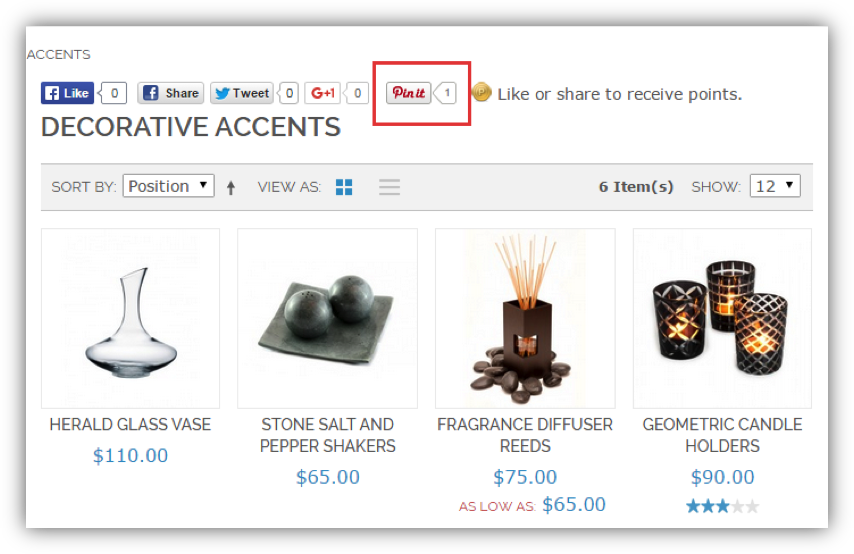 ACCENTS
Like 0 Share Tweet 0 G+1 0 Pin it 1 Like or share to receive points.
DECORATIVE ACCENTS
SORT BY: Position VIEW AS: 6 Item(s) SHOW: 12
HERALD GLASS VASE
$110.00
STONE SALT AND
PEPPER SHAKERS
$65.00
FRAGRANCE DIFFUSER
REEDS
$75.00
AS LOW AS: $65.00
GEOMETRIC CANDLE
HOLDERS
$90.00